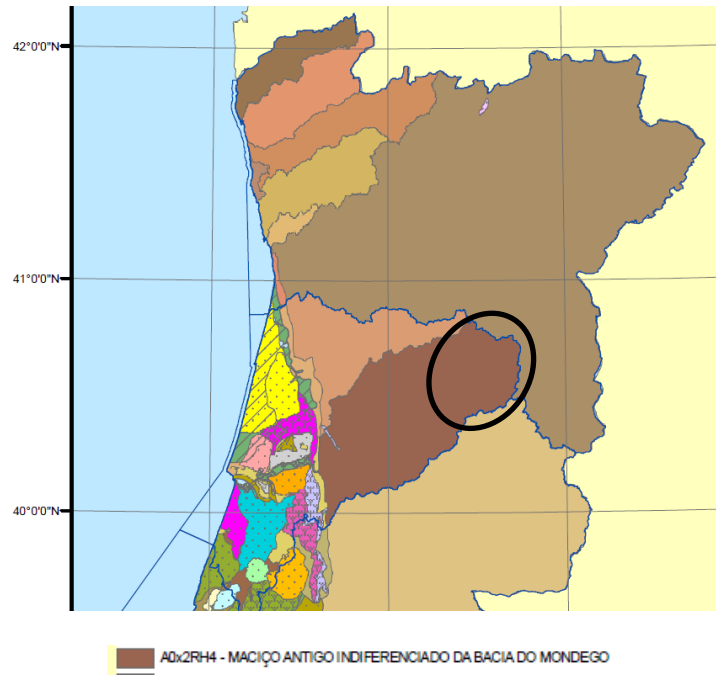 42°0'0"N
41°0'0"N
40°0'0"N
A0x2RH4 - MACIÇO ANTIGO INDIFERENCIADO DA BACIA DO MONDEGO